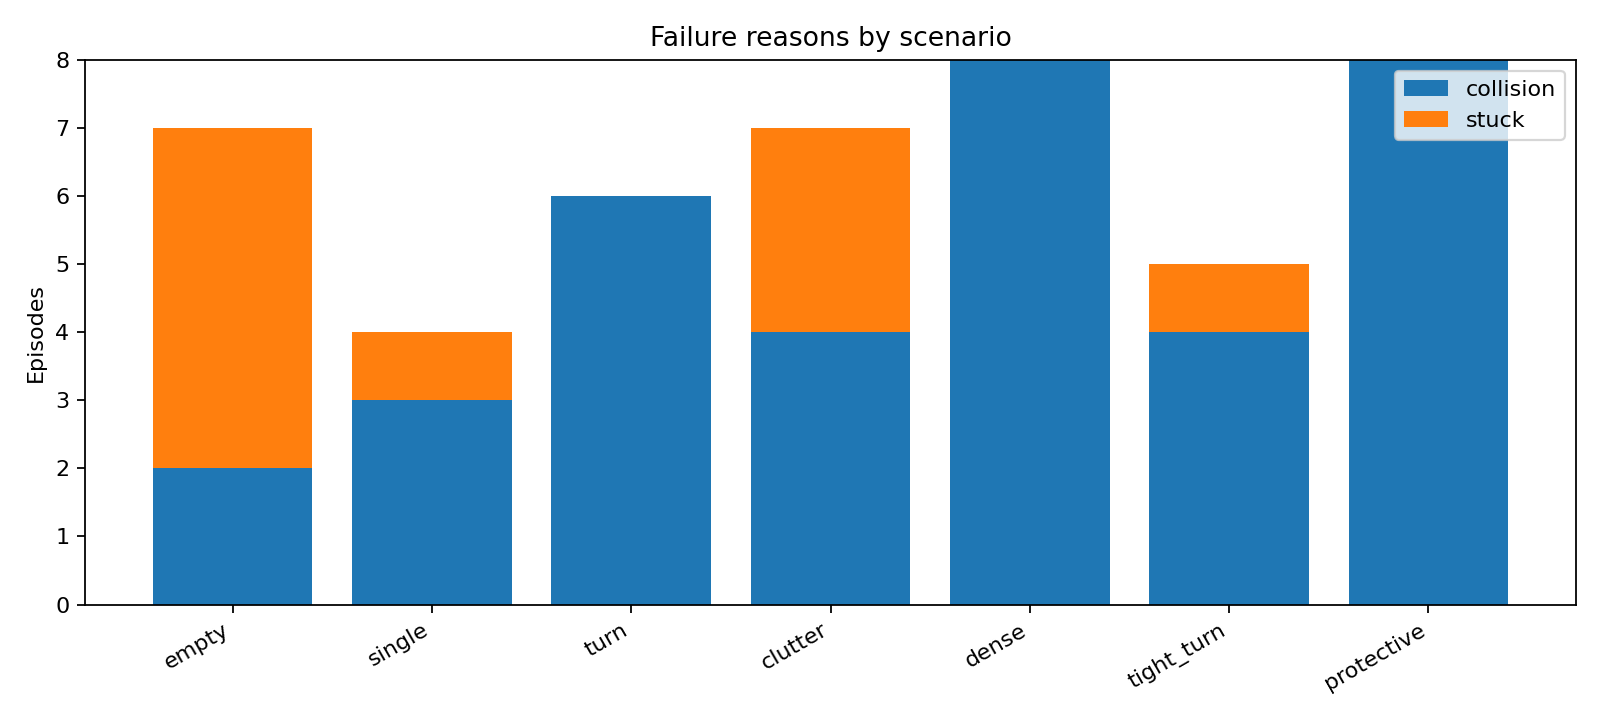 Failure reasons by scenario
8
7
6
5
4
3
2
1
0
Episodes
collision
stuck
empty
single
turn
clutter
dense
tight_turn
protective